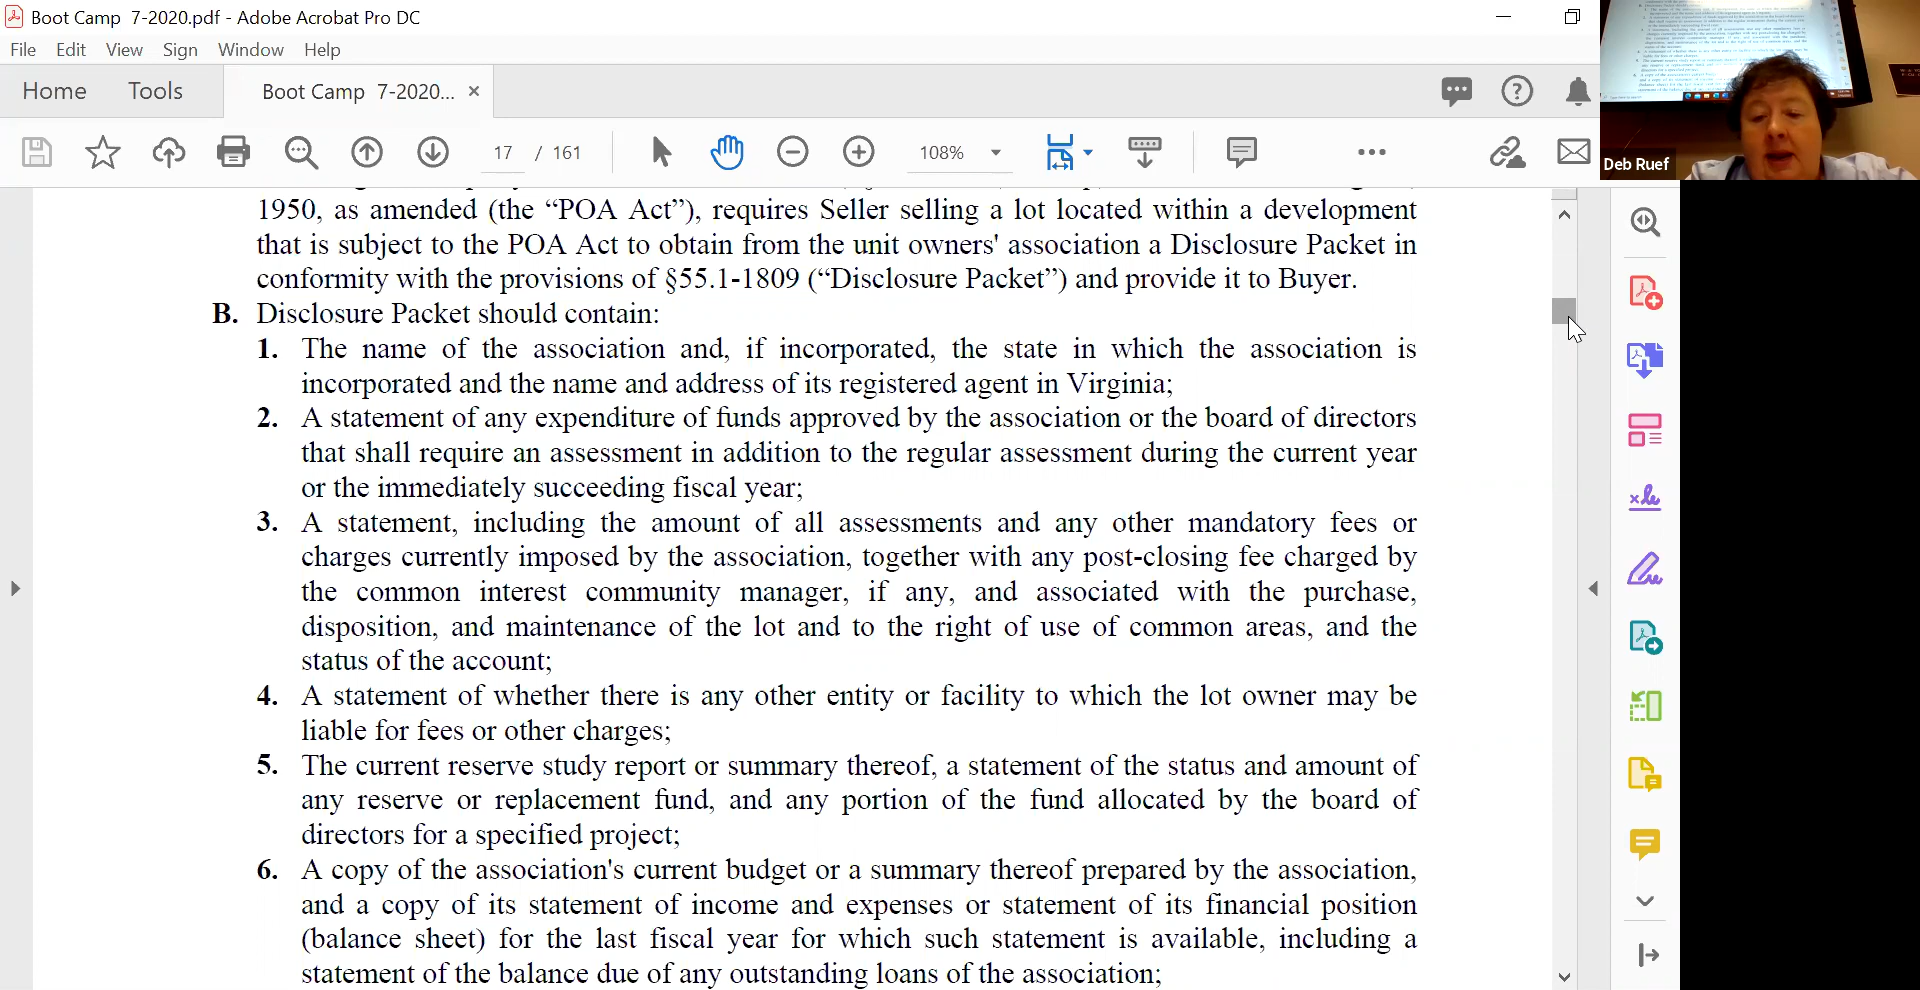 Boot Camp 7-2020.pdf - Adobe Acrobat Pro DC
File Edit View Sign Window Help
Home Tools Boot Camp 7-2020... ×
17 / 161 108%
Deb Ruef
1950, as amended (the “POA Act”), requires Seller selling a lot located within a development
that is subject to the POA Act to obtain from the unit owners' association a Disclosure Packet in
conformity with the provisions of §55.1-1809 (“Disclosure Packet”) and provide it to Buyer.
B. Disclosure Packet should contain:
1. The name of the association and, if incorporated, the state in which the association is
incorporated and the name and address of its registered agent in Virginia;
2. A statement of any expenditure of funds approved by the association or the board of directors
that shall require an assessment in addition to the regular assessment during the current year
or the immediately succeeding fiscal year;
3. A statement, including the amount of all assessments and any other mandatory fees or
charges currently imposed by the association, together with any post-closing fee charged by
the common interest community manager, if any, and associated with the purchase,
disposition, and maintenance of the lot and to the right of use of common areas, and the
status of the account;
4. A statement of whether there is any other entity or facility to which the lot owner may be
liable for fees or other charges;
5. The current reserve study report or summary thereof, a statement of the status and amount of
any reserve or replacement fund, and any portion of the fund allocated by the board of
directors for a specified project;
6. A copy of the association's current budget or a summary thereof prepared by the association,
and a copy of its statement of income and expenses or statement of its financial position
(balance sheet) for the last fiscal year for which such statement is available, including a
statement of the balance due of any outstanding loans of the association;